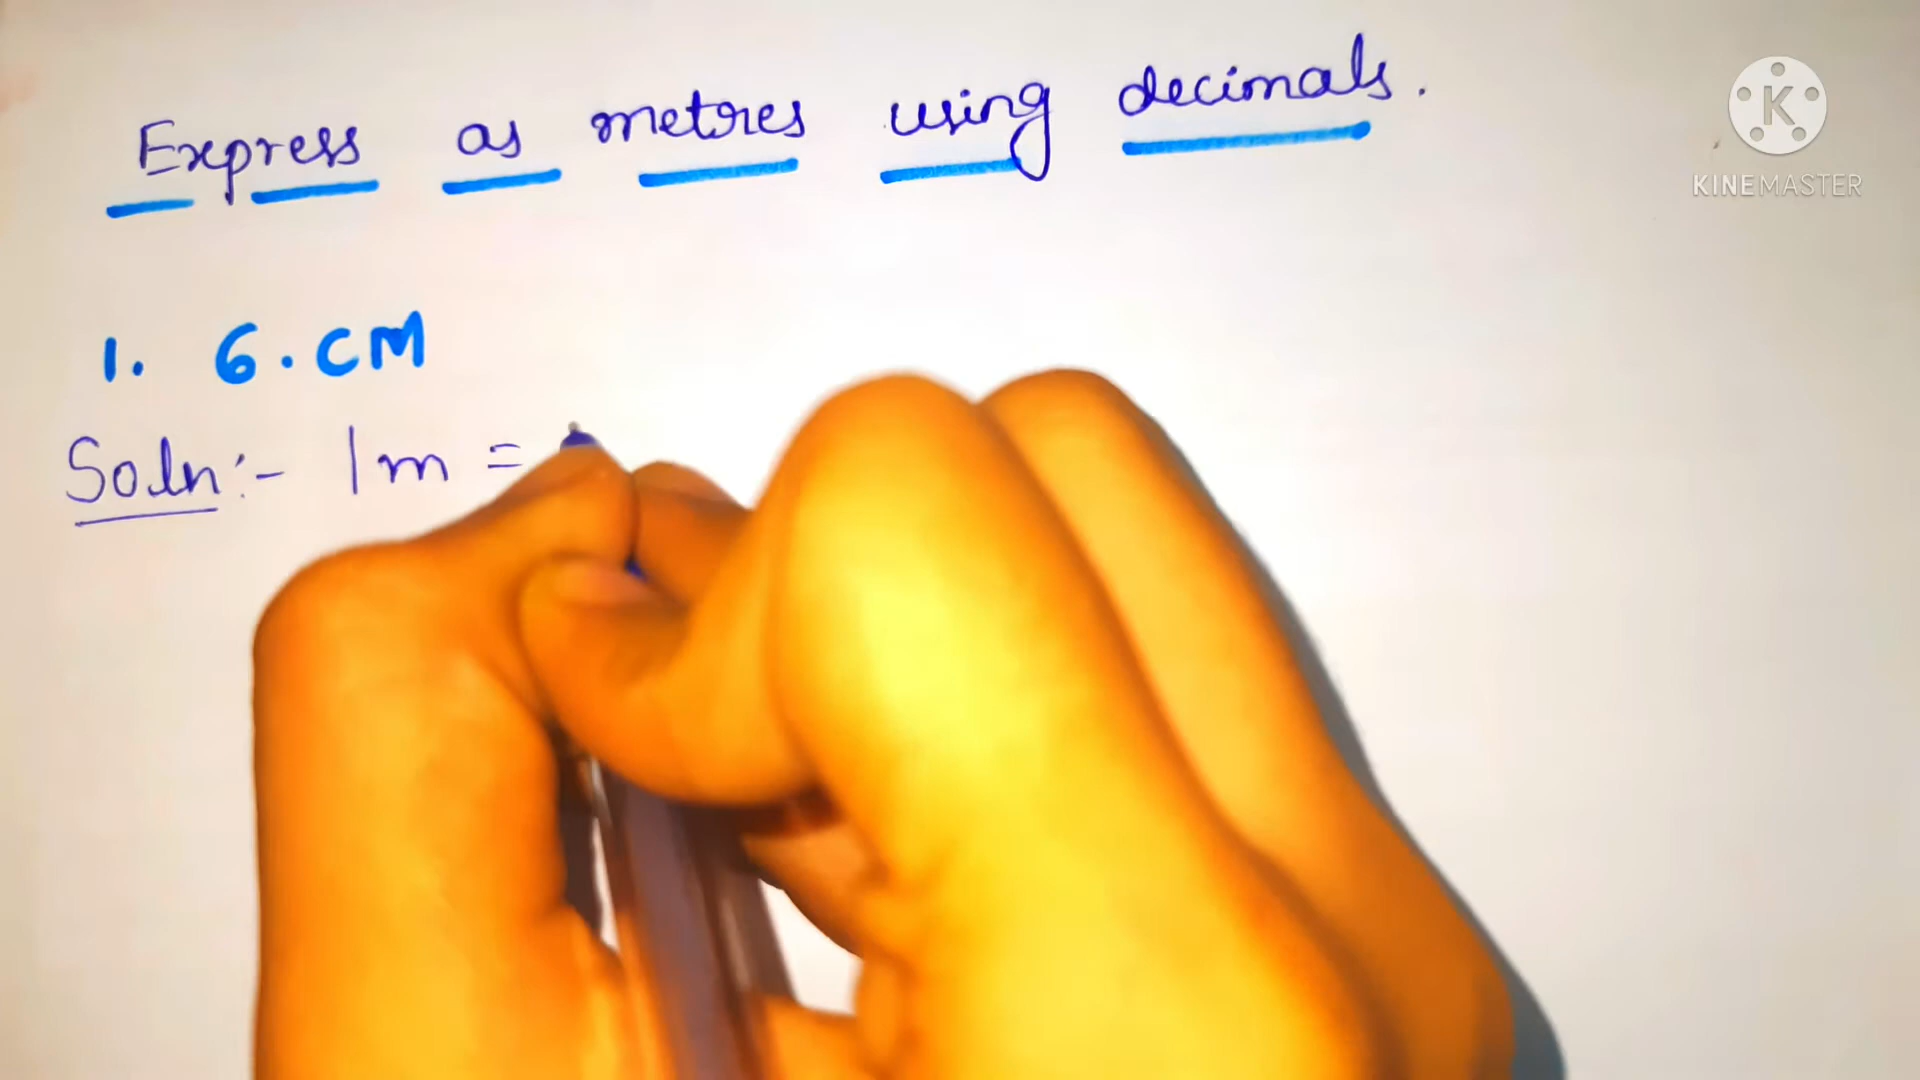 Express as metres using decimals.
K
KINEMASTER
1. 6.CM
Soln:- 1m =